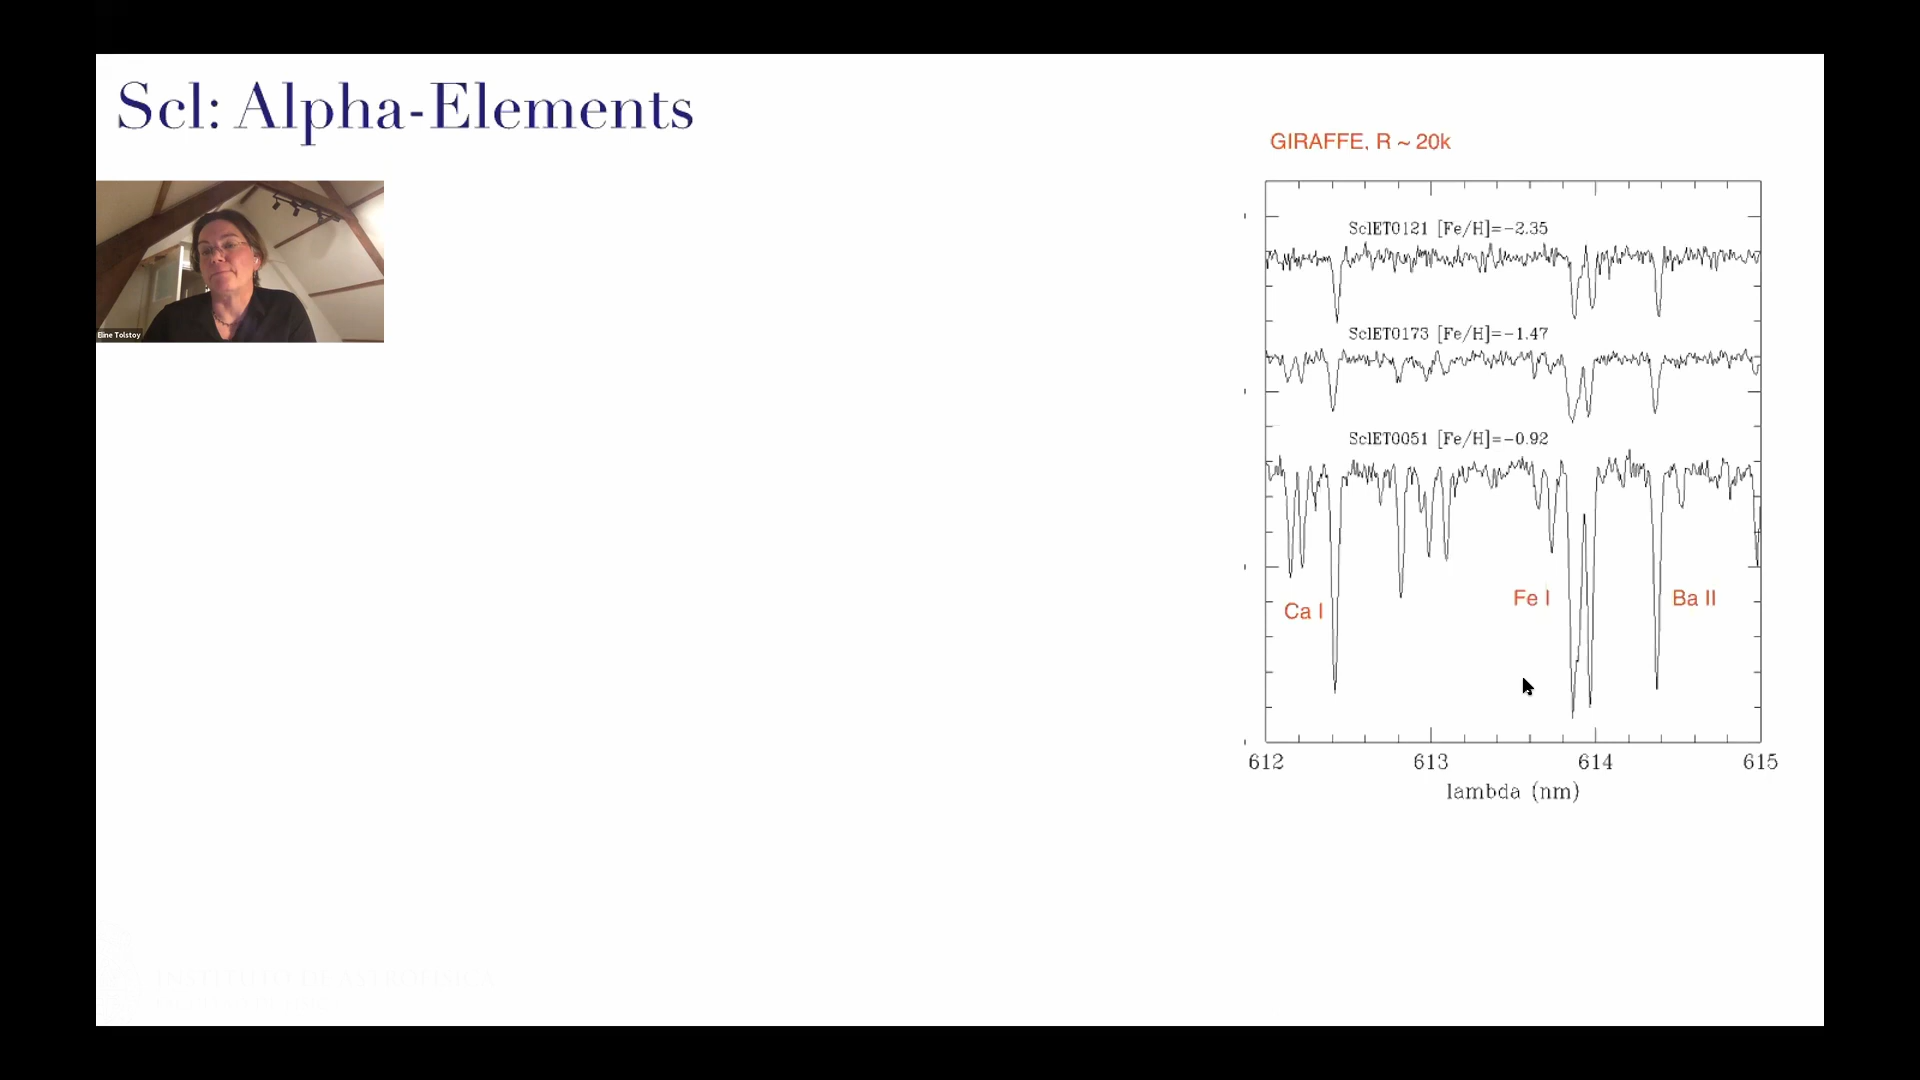 Scl: Alpha-Elements
GIRAFFE, R ~ 20k
Eline Tolstoy
SclET0121 [Fe/H]=-2.35
SclET0173 [Fe/H]=-1.47
SclET0051 [Fe/H]=-0.92
Ca I
Fe I
Ba II
612 613 614 615
lambda (nm)